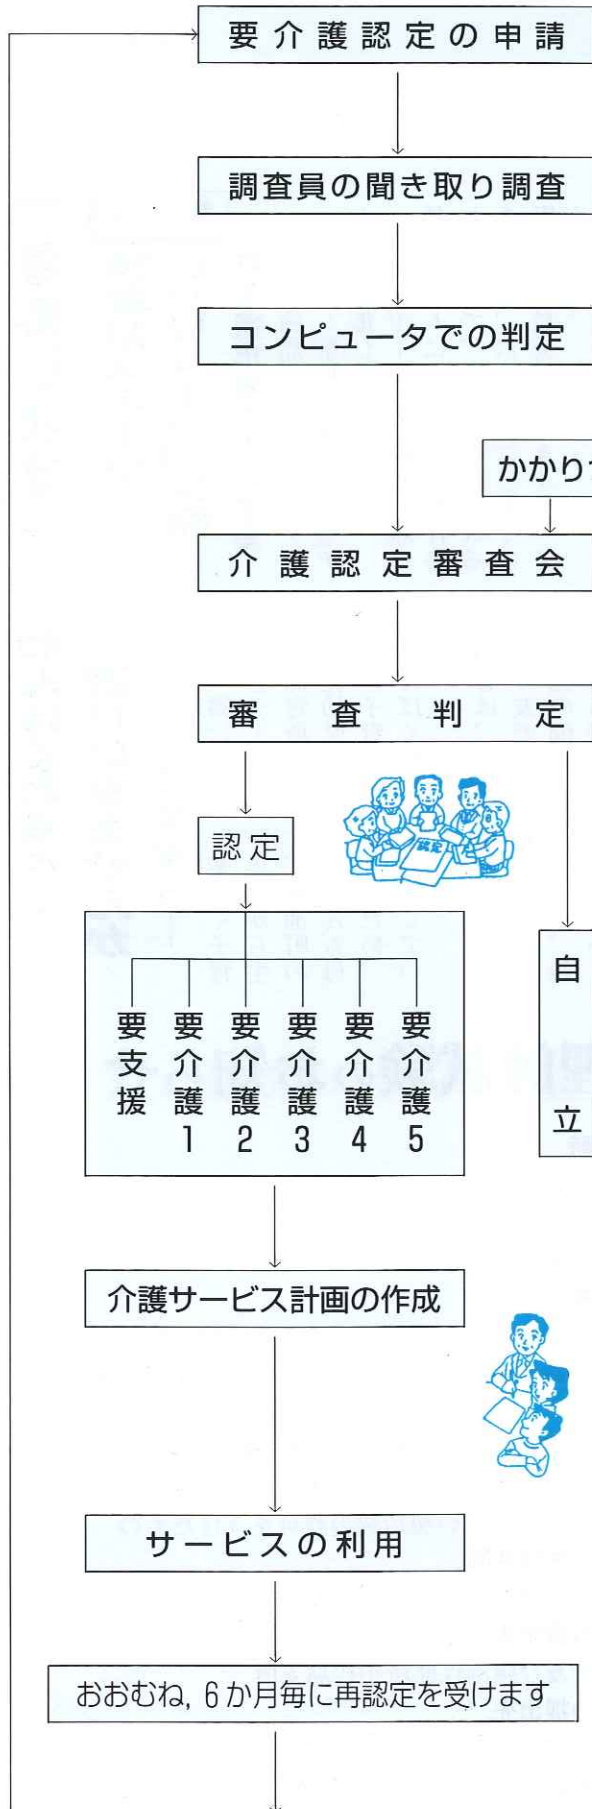 要介護認定の申請
調査員の聞き取り調査
コンピュータでの判定
かかりつ
介護認定審査会
審査判定
認定
認定
要支援
要介護1
要介護2
要介護3
要介護4
要介護5
自立
介護サービス計画の作成
サービスの利用
おおむね,6か月毎に再認定を受けます